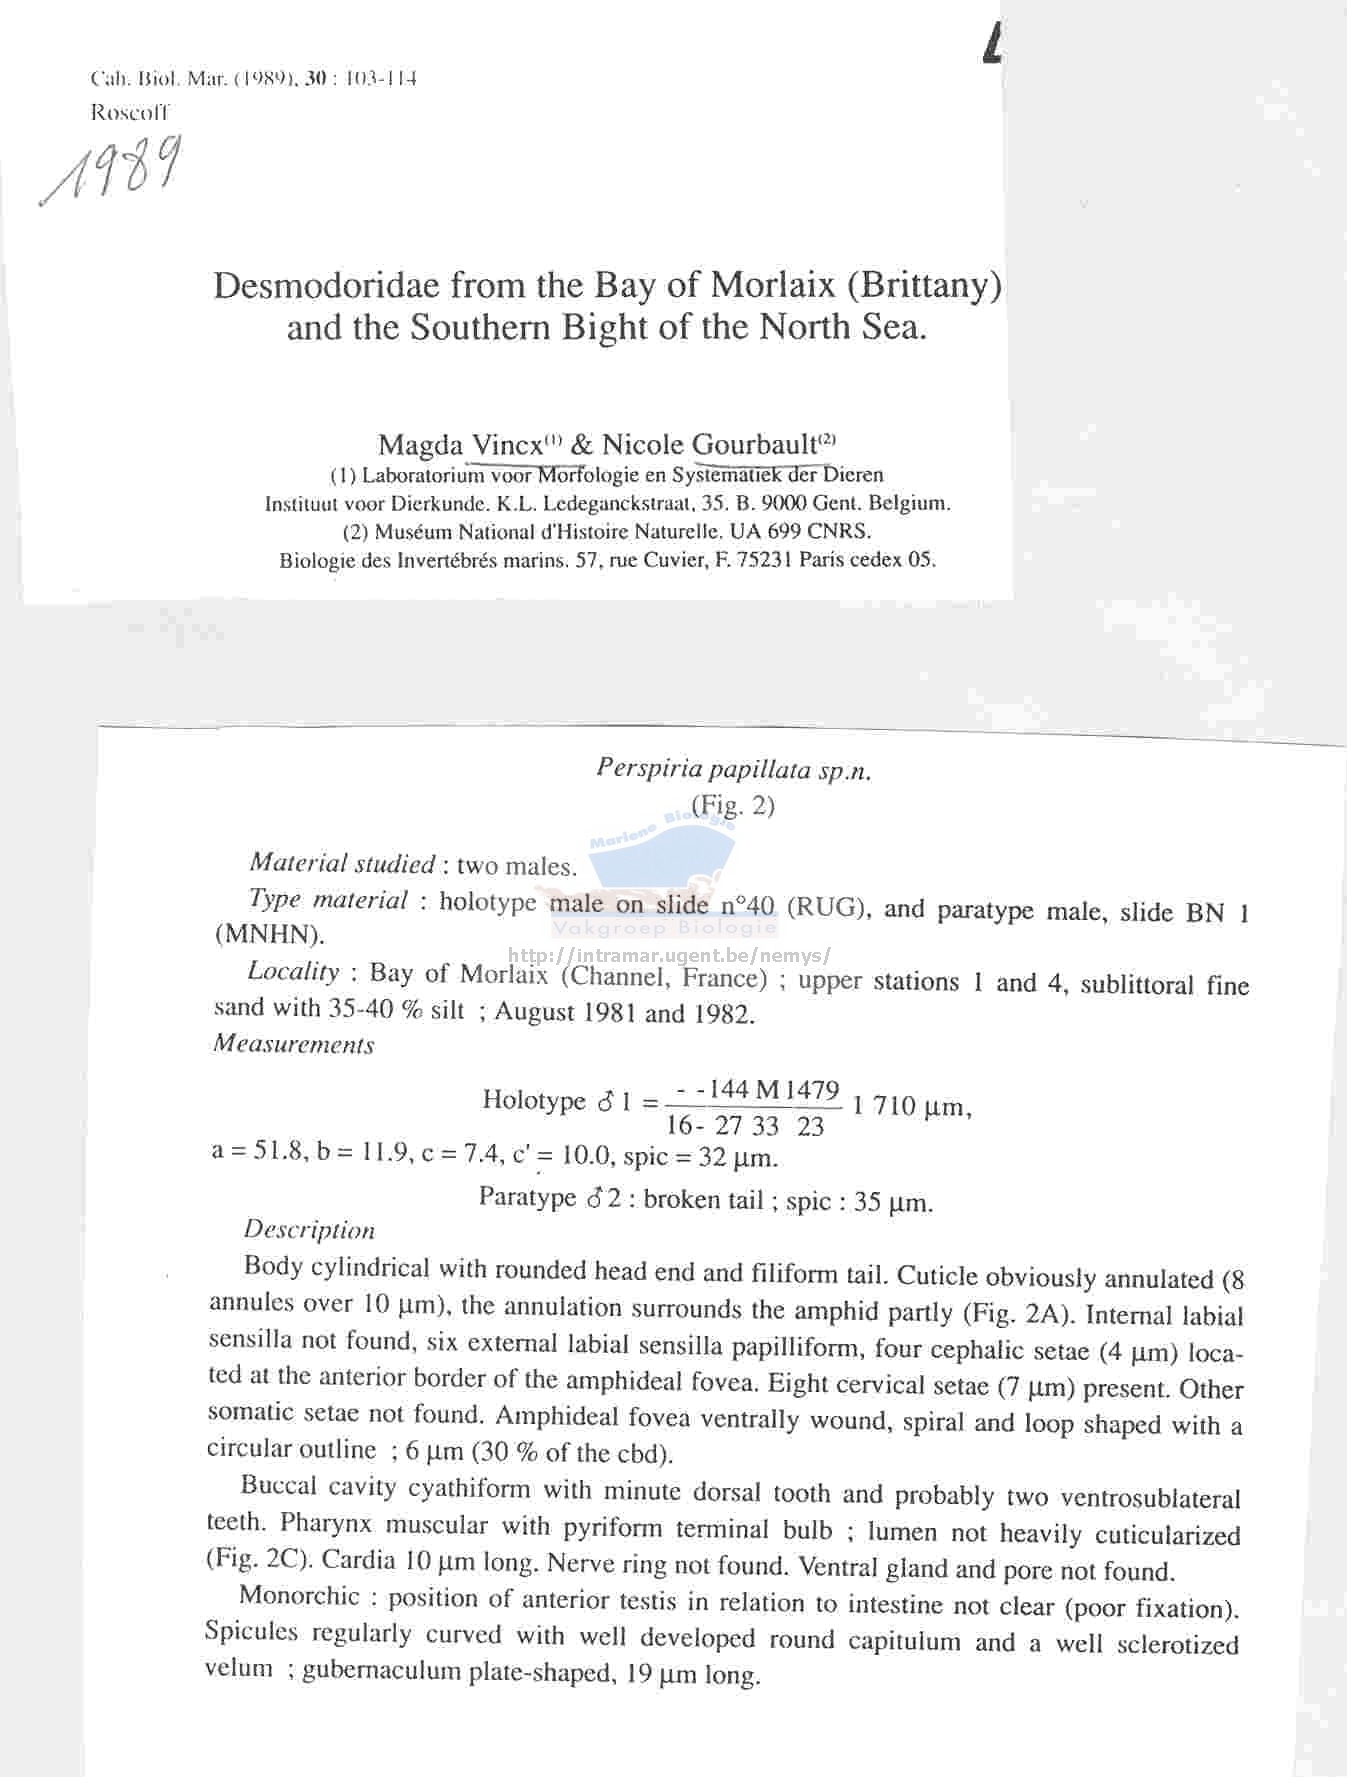 Cah. Biol. Mar. (1989), 30 : 103-114
Roscoff
1989
Desmodoridae from the Bay of Morlaix (Brittany)
and the Southern Bight of the North Sea.
Magda Vincx(1) & Nicole Gourbault(2)
(1) Laboratorium voor Morfologie en Systematiek der Dieren
Instituut voor Dierkunde. K.L. Ledeganckstraat, 35. B. 9000 Gent. Belgium.
(2) Muséum National d'Histoire Naturelle. UA 699 CNRS.
Biologie des Invertébrés marins. 57, rue Cuvier, F. 75231 Paris cedex 05.
Perspiria papillata sp.n.
(Fig. 2)
Mariene Biologie
Material studied : two males.
Type material : holotype male on slide n°40 (RUG), and paratype male, slide BN 1
(MNHN).
Vakgroep Biologie
http://intramar.ugent.be/nemys/
Locality : Bay of Morlaix (Channel, France) ; upper stations 1 and 4, sublittoral fine
sand with 35-40 % silt ; August 1981 and 1982.
Measurements
Holotype ♂ 1 = - -144 M 1479 1 710 µm,
16- 27 33 23
a = 51.8, b = 11.9, c = 7.4, c' = 10.0, spic = 32 µm.
Paratype ♂ 2 : broken tail ; spic : 35 µm.
Description
Body cylindrical with rounded head end and filiform tail. Cuticle obviously annulated (8
annules over 10 µm), the annulation surrounds the amphid partly (Fig. 2A). Internal labial
sensilla not found, six external labial sensilla papilliform, four cephalic setae (4 µm) loca-
ted at the anterior border of the amphideal fovea. Eight cervical setae (7 µm) present. Other
somatic setae not found. Amphideal fovea ventrally wound, spiral and loop shaped with a
circular outline ; 6 µm (30 % of the cbd).
Buccal cavity cyathiform with minute dorsal tooth and probably two ventrosublateral
teeth. Pharynx muscular with pyriform terminal bulb ; lumen not heavily cuticularized
(Fig. 2C). Cardia 10 µm long. Nerve ring not found. Ventral gland and pore not found.
Monorchic : position of anterior testis in relation to intestine not clear (poor fixation).
Spicules regularly curved with well developed round capitulum and a well sclerotized
velum ; gubernaculum plate-shaped, 19 µm long.